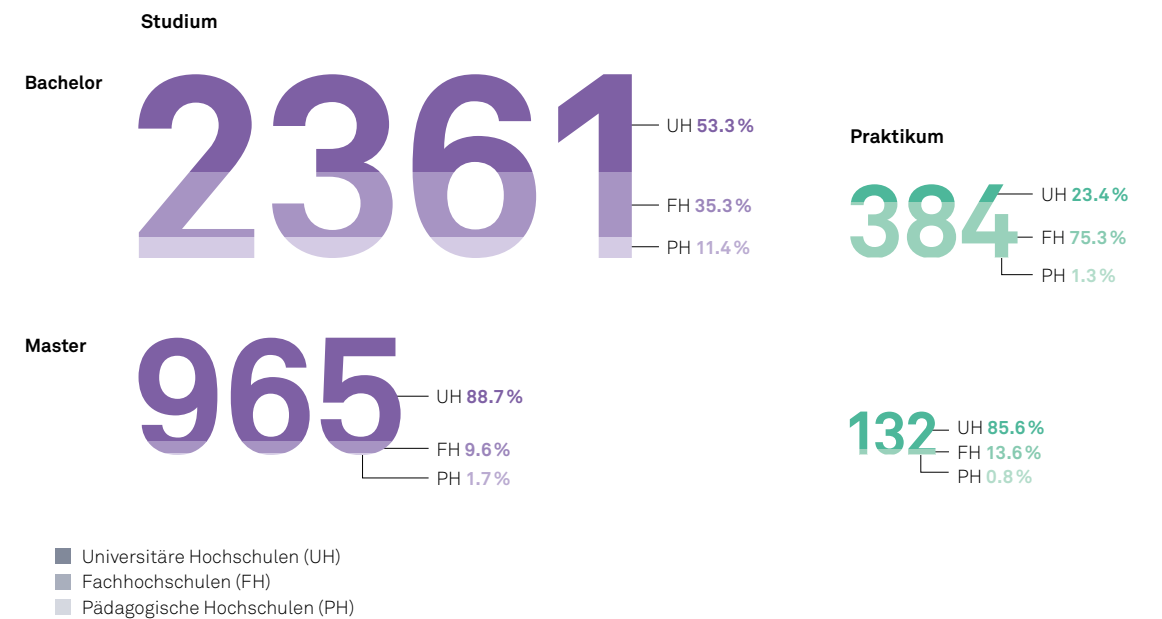 Studium
Bachelor
2361
UH 53.3%
FH 35.3%
PH 11.4%
Praktikum
384
UH 23.4%
FH 75.3%
PH 1.3%
Master
965
UH 88.7%
FH 9.6%
PH 1.7%
132
UH 85.6%
FH 13.6%
PH 0.8%
Universitäre Hochschulen (UH)
Fachhochschulen (FH)
Pädagogische Hochschulen (PH)